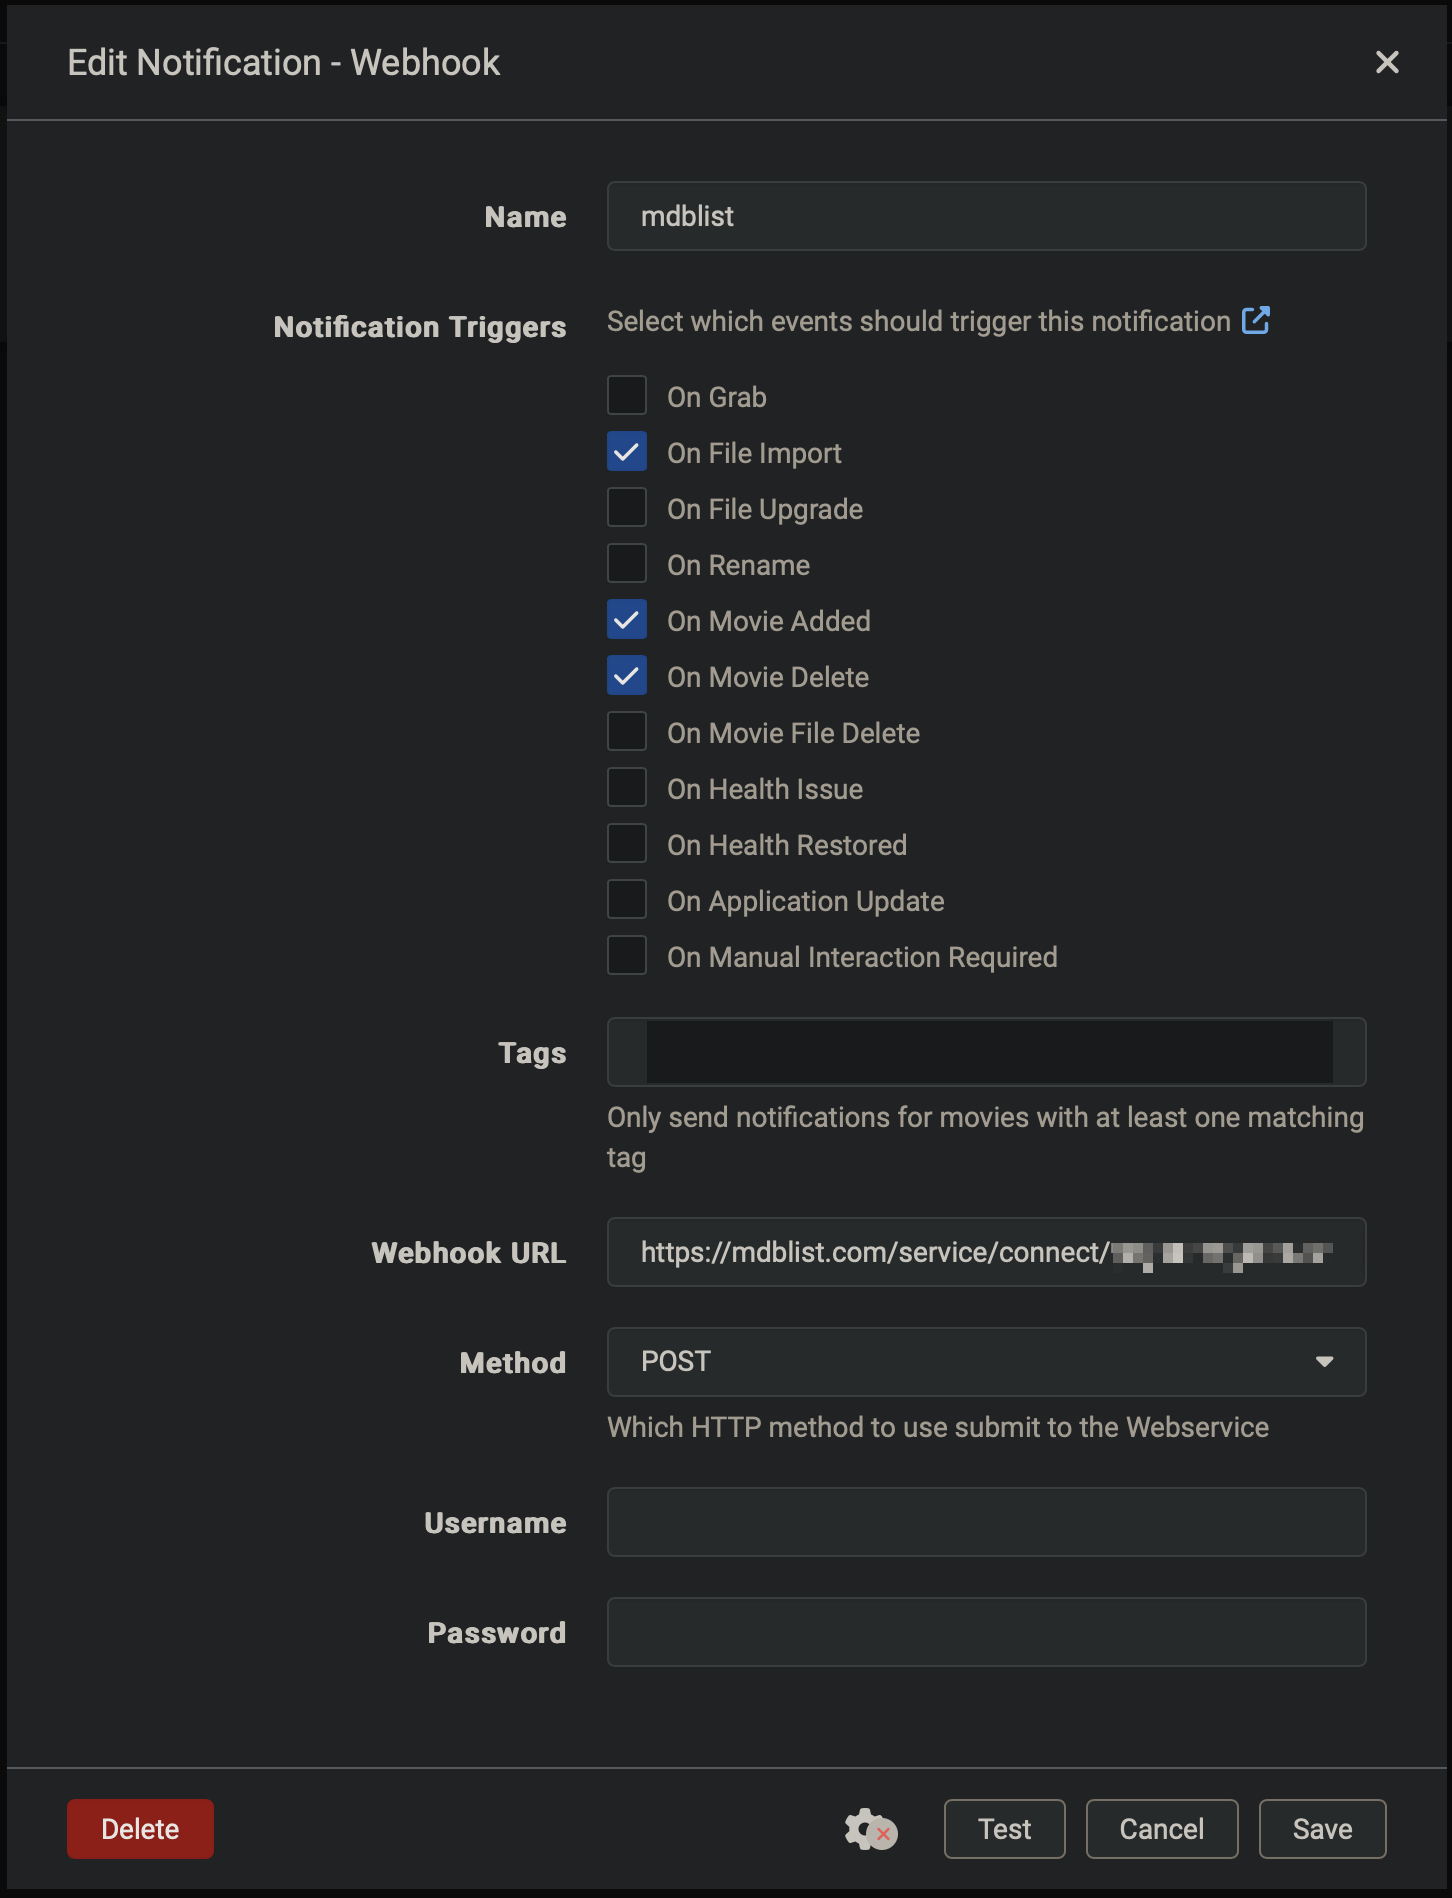 Edit Notification - Webhook
Name
mdblist
Notification Triggers
Select which events should trigger this notification
On Grab
On File Import
On File Upgrade
On Rename
On Movie Added
On Movie Delete
On Movie File Delete
On Health Issue
On Health Restored
On Application Update
On Manual Interaction Required
Tags
Only send notifications for movies with at least one matching
tag
Webhook URL
https://mdblist.com/service/connect/
Method
POST
Which HTTP method to use submit to the Webservice
Username
Password
Delete
Test
Cancel
Save